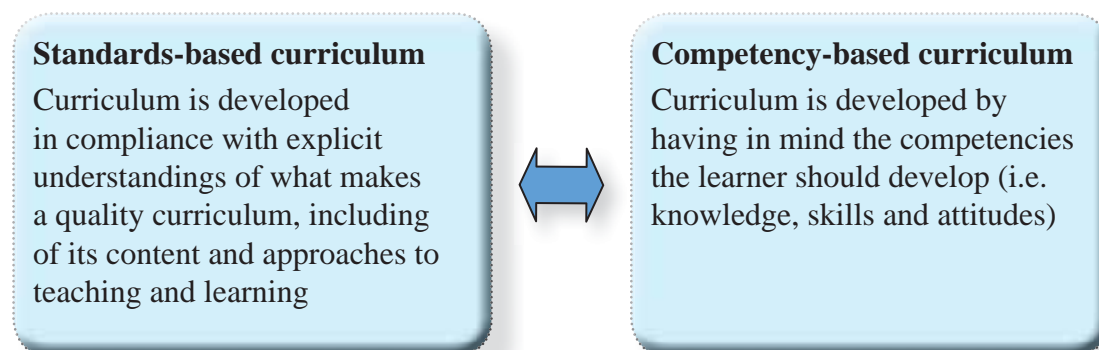 Standards-based curriculum
Curriculum is developed
in compliance with explicit
understandings of what makes
a quality curriculum, including
of its content and approaches to
teaching and learning
Competency-based curriculum
Curriculum is developed by
having in mind the competencies
the learner should develop (i.e.
knowledge, skills and attitudes)